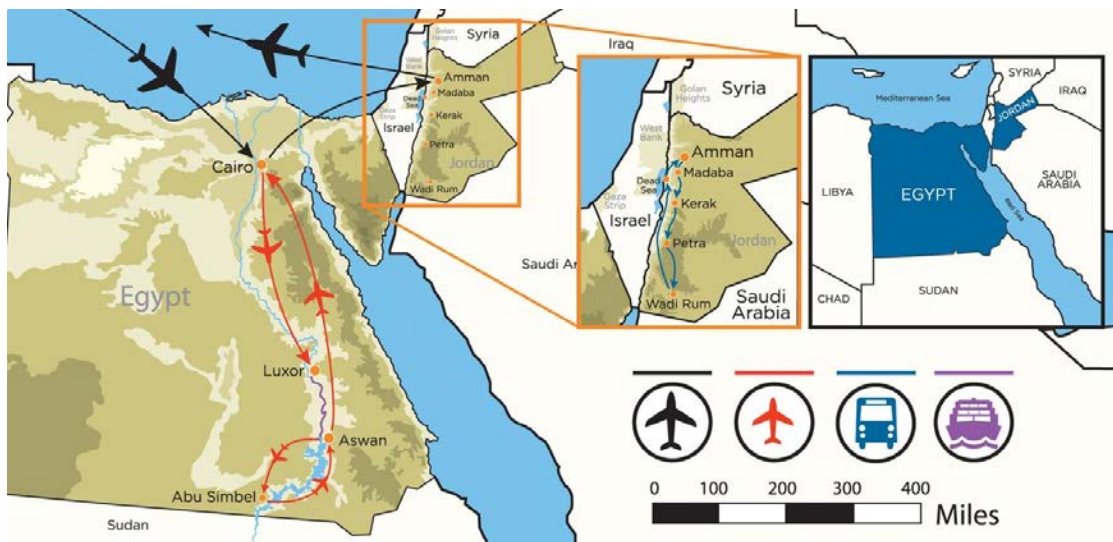 Golan
Heights
Syria
Iraq
West
Bank
Amman
Madaba
Dead
Sea
Gaza
Strip
Kerak
Israel
Petra
Jordan
Wadi Rum
Cairo
Egypt
Luxor
Aswan
Abu Simbel
Sudan
Saudi Ar
Golan
Heights
Syria
West
Bank
Amman
Madaba
Dead
Sea
Kerak
Gaza
Strip
Israel
Petra
Jordan
Wadi Rum
Saudi
Arabia
Mediterranean Sea
SYRIA
IRAQ
JORDAN
LIBYA
EGYPT
SAUDI
ARABIA
Red Sea
CHAD
SUDAN
0 100 200 300 400
Miles